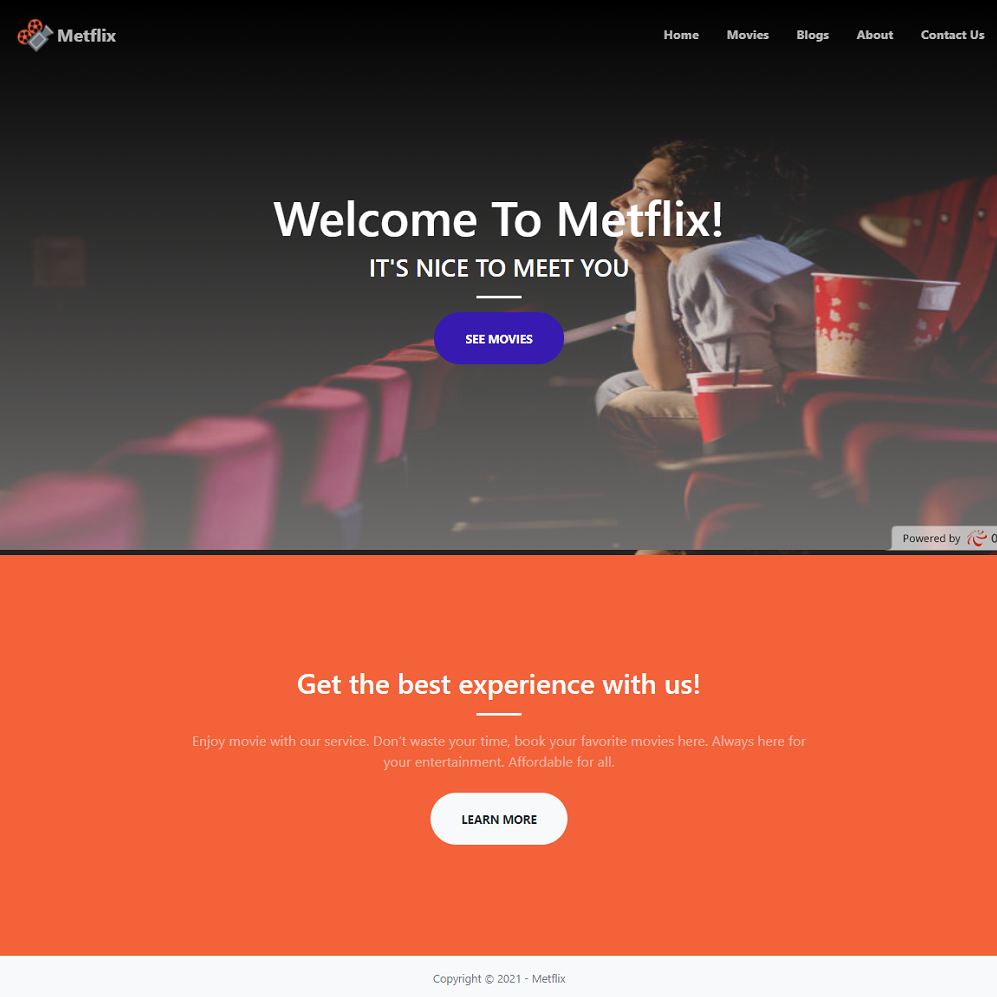 Metflix
Home Movies Blogs About Contact Us
Welcome To Metflix!
IT'S NICE TO MEET YOU
SEE MOVIES
Powered by
Get the best experience with us!
Enjoy movie with our service. Don't waste your time, book your favorite movies here. Always here for
your entertainment. Affordable for all.
LEARN MORE
Copyright © 2021 - Metflix